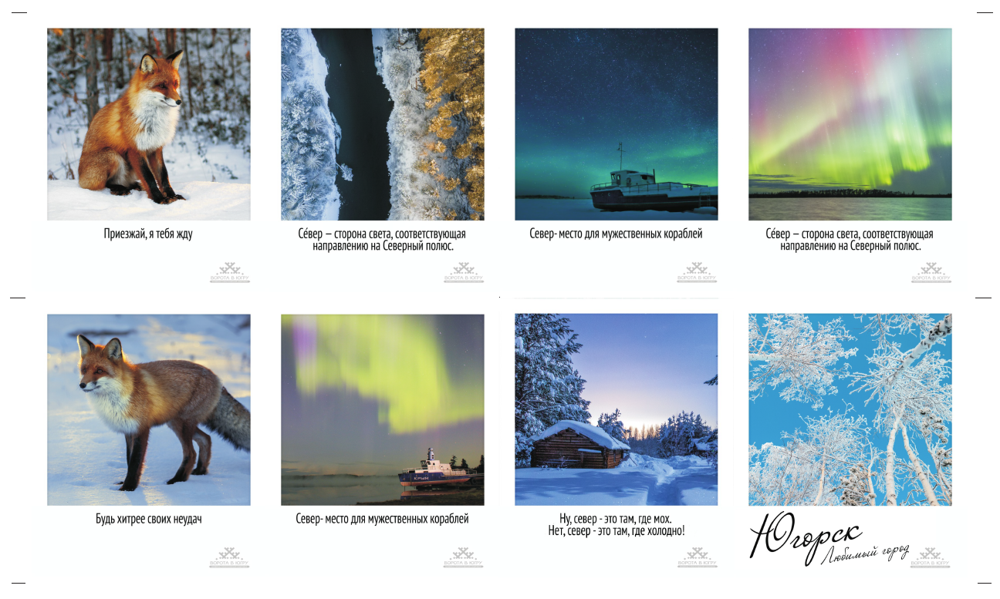 Приезжай, я тебя жду
ВОРОТА В ЮГРУ
Се́вер – сторона света, соответствующая
направлению на Северный полюс.
ВОРОТА В ЮГРУ
Север- место для мужественных кораблей
ВОРОТА В ЮГРУ
Се́вер – сторона света, соответствующая
направлению на Северный полюс.
ВОРОТА В ЮГРУ
Будь хитрее своих неудач
ВОРОТА В ЮГРУ
КРЫМ
Север- место для мужественных кораблей
ВОРОТА В ЮГРУ
Ну, север - это там, где мох.
Нет, север - это там, где холодно!
ВОРОТА В ЮГРУ
Югорск
Любимый город
ВОРОТА В ЮГРУ